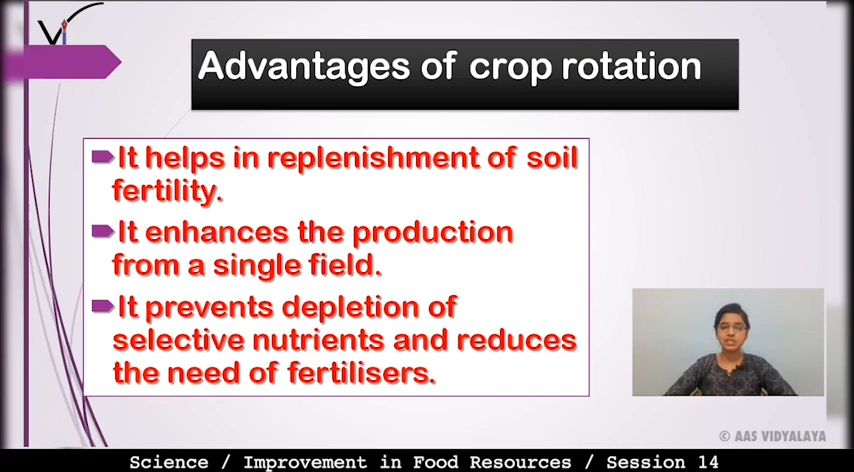 Vi
Advantages of crop rotation
It helps in replenishment of soil
fertility.
It enhances the production
from a single field.
It prevents depletion of
selective nutrients and reduces
the need of fertilisers.
© AAS VIDYALAYA
Science / Improvement in Food Resources / Session 14